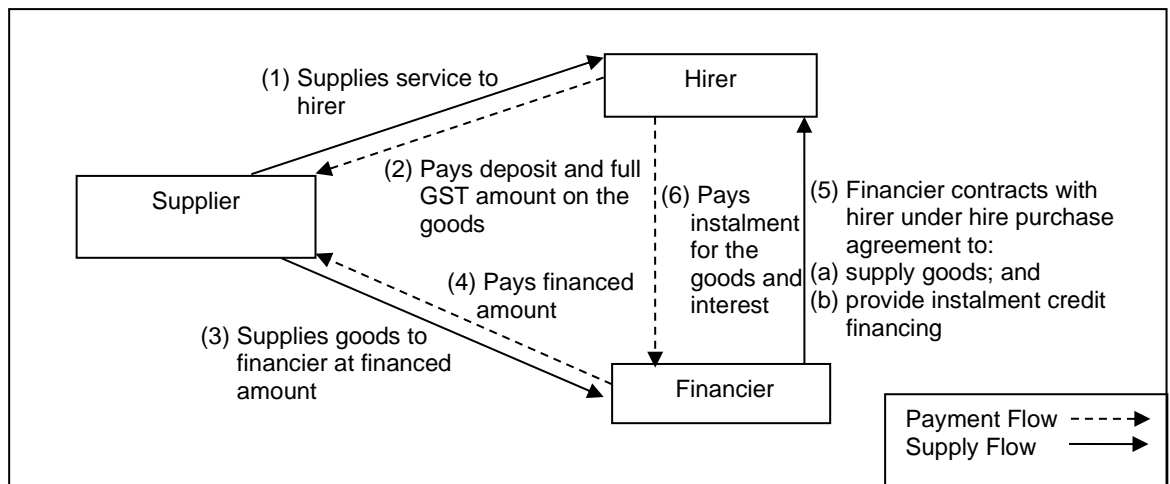 (1) Supplies service to
hirer
Hirer
Supplier
(2) Pays deposit and full
GST amount on the
goods
(6) Pays
instalment
for the
goods and
interest
(5) Financier contracts with
hirer under hire purchase
agreement to:
(a) supply goods; and
(b) provide instalment credit
financing
(4) Pays financed
amount
(3) Supplies goods to
financier at financed
amount
Financier
Payment Flow
Supply Flow